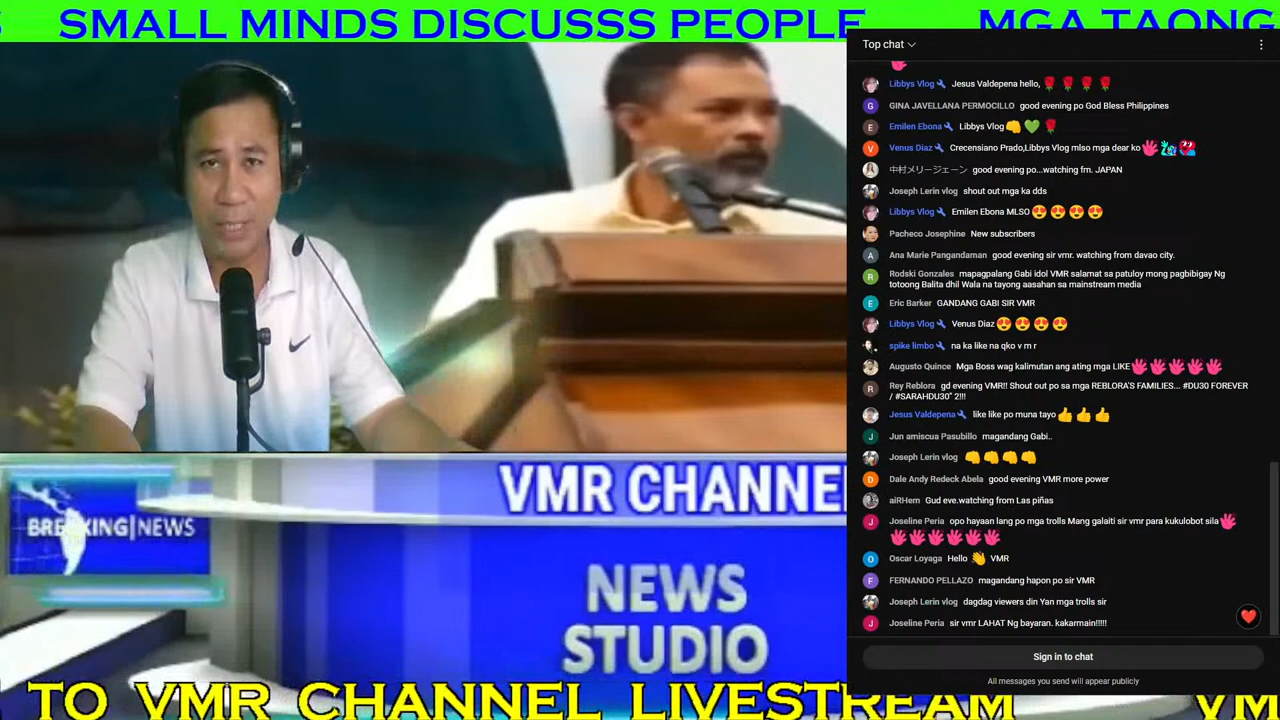 SMALL MINDS DISCUSSS PEOPLE MGA TAONG
Top chat
Libbys Vlog Jesus Valdepena hello,
G GINA JAVELLANA PERMOCILLO good evening po God Bless Philippines
E Emilen Ebona Libbys Vlog
V Venus Diaz Crecensiano Prado,Libbys Vlog mlso mga dear ko
中村メリージェーン good evening po...watching fm. JAPAN
Joseph Lerin vlog shout out mga ka dds
Libbys Vlog Emilen Ebona MLSO
Pacheco Josephine New subscribers
A Ana Marie Pangandaman good evening sir vmr. watching from davao city.
R Rodski Gonzales mapagpalang Gabi idol VMR salamat sa patuloy mong pagbibigay Ng
totoong Balita dhil Wala na tayong aasahan sa mainstream media
E Eric Barker GANDANG GABI SIR VMR
Libbys Vlog Venus Diaz
spike limbo na ka like na qko v m r
Augusto Quince Mga Boss wag kalimutan ang ating mga LIKE
R Rey Reblora gd evening VMR!! Shout out po sa mga REBLORA'S FAMILIES... #DU30 FOREVER
/ #SARAHDU30" 2!!!
Jesus Valdepena like like po muna tayo
J Jun amiscua Pasubillo magandang Gabi..
Joseph Lerin vlog
D Dale Andy Redeck Abela good evening VMR more power
aiRHem Gud eve.watching from Las piñas
J Joseline Peria opo hayaan lang po mga trolls Mang galaiti sir vmr para kukulobot sila
O Oscar Loyaga Hello VMR
F FERNANDO PELLAZO magandang hapon po sir VMR
Joseph Lerin vlog dagdag viewers din Yan mga trolls sir
J Joseline Peria sir vmr LAHAT Ng bayaran. kakarmain!!!!!
Sign in to chat
All messages you send will appear publicly
VMR CHANNEL
BREAKING|NEWS
NEWS
STUDIO
TO VMR CHANNEL LIVESTREAM VM